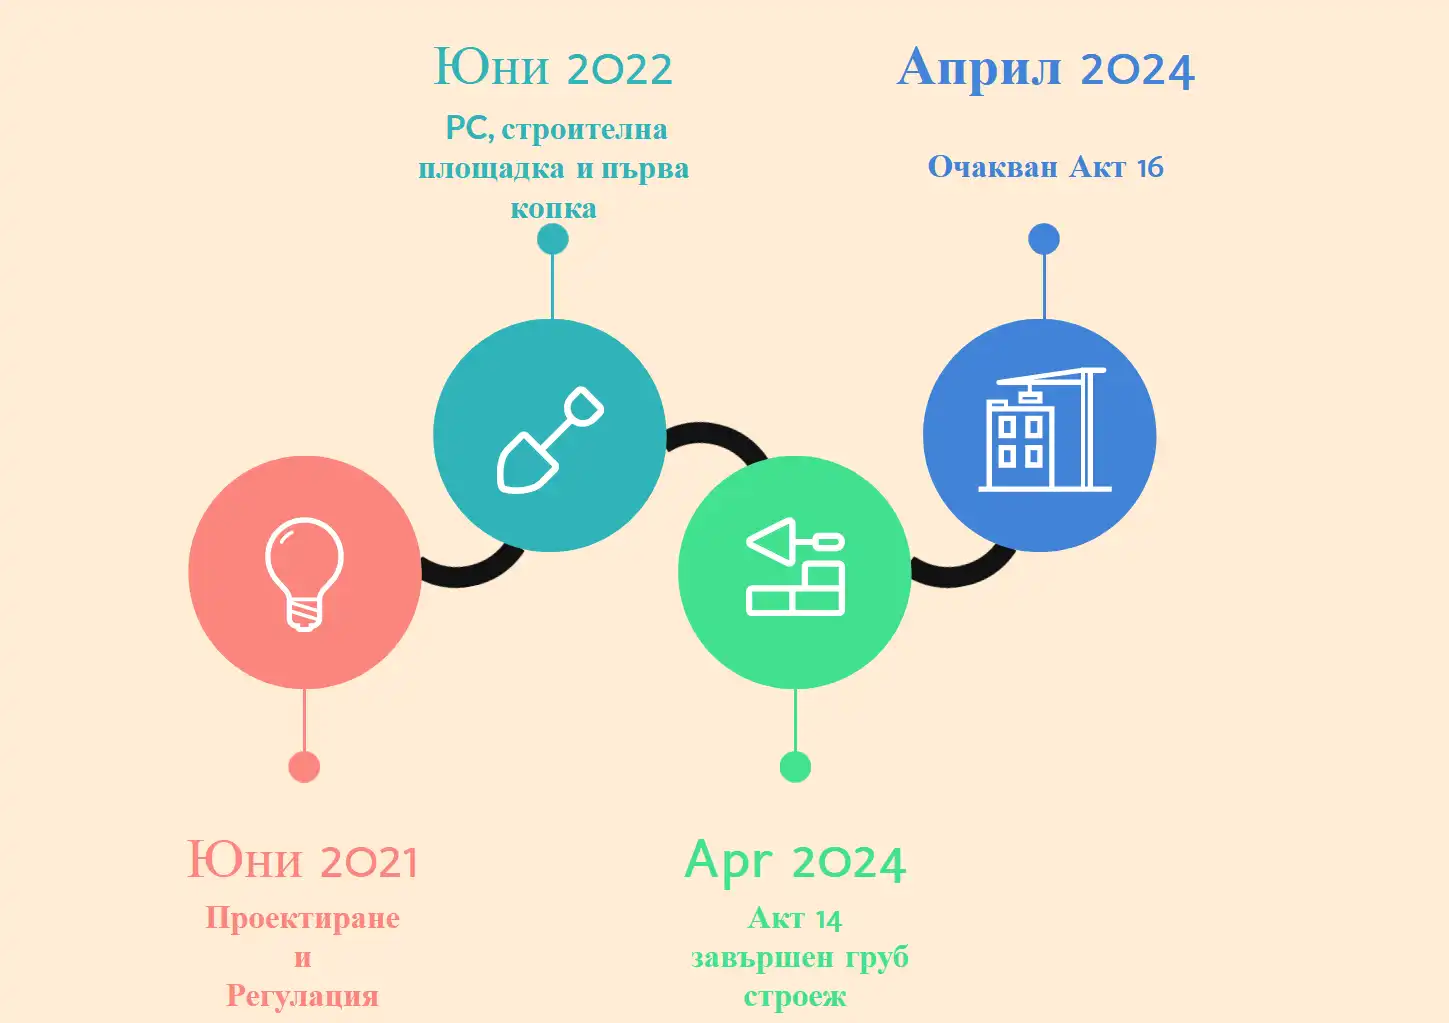 Юни 2022
РС, строителна
площадка и първа
копка
Април 2024
Очакван Акт 16
Юни 2021
Проектиране
и
Регулация
Apr 2024
Акт 14
завършен груб
строеж